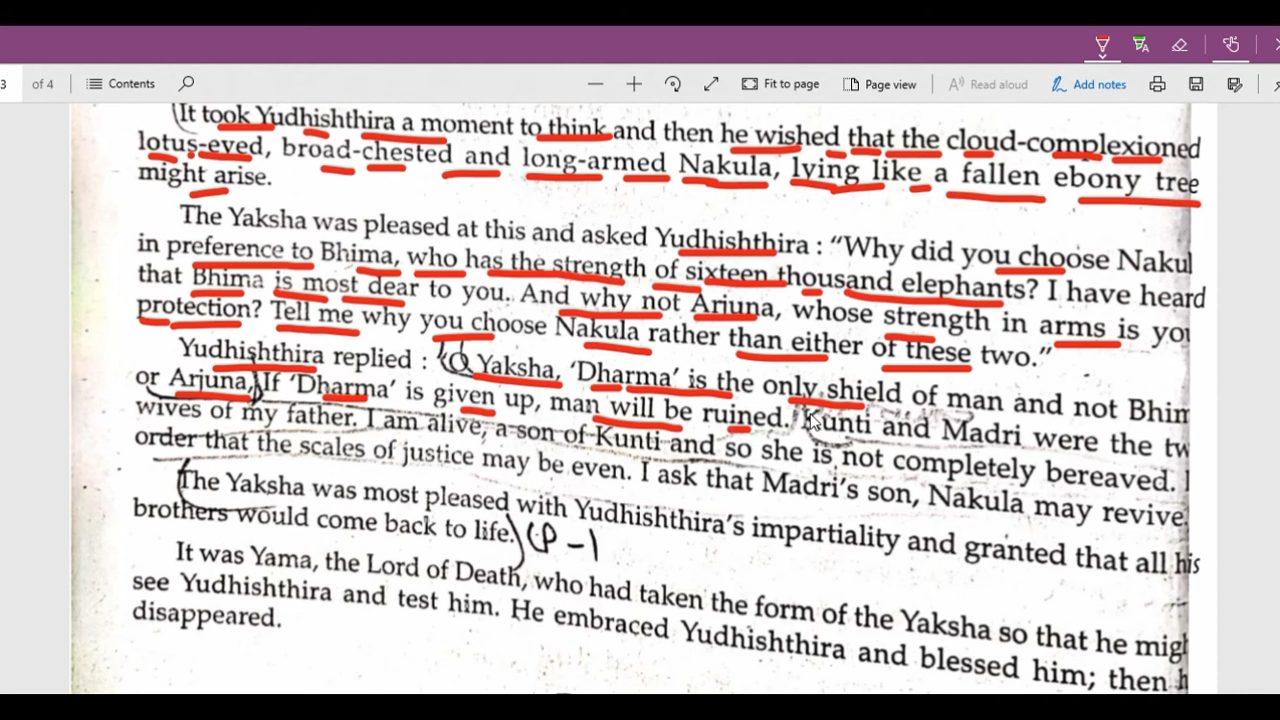 3 of 4 Contents Fit to page Page view Read aloud Add notes
(It took Yudhishthira a moment to think and then he wished that the cloud-complexioned
lotus-eyed, broad-chested and long-armed Nakula, lying like a fallen ebony tree
might arise.
The Yaksha was pleased at this and asked Yudhishthira : “Why did you choose Nakul
in preference to Bhima, who has the strength of sixteen thousand elephants? I have heard
that Bhima is most dear to you. And why not Arjuna, whose strength in arms is you
protection? Tell me why you choose Nakula rather than either of these two.”
Yudhishthira replied : “O Yaksha, ‘Dharma’ is the only shield of man and not Bhim
or Arjuna. If ‘Dharma’ is given up, man will be ruined. Kunti and Madri were the tw
wives of my father. I am alive, a son of Kunti and so she is not completely bereaved. I
order that the scales of justice may be even. I ask that Madri's son, Nakula may revive.
The Yaksha was most pleased with Yudhishthira's impartiality and granted that all his
brothers would come back to life.) (P-1
It was Yama, the Lord of Death, who had taken the form of the Yaksha so that he migh
see Yudhishthira and test him. He embraced Yudhishthira and blessed him; then h
disappeared.